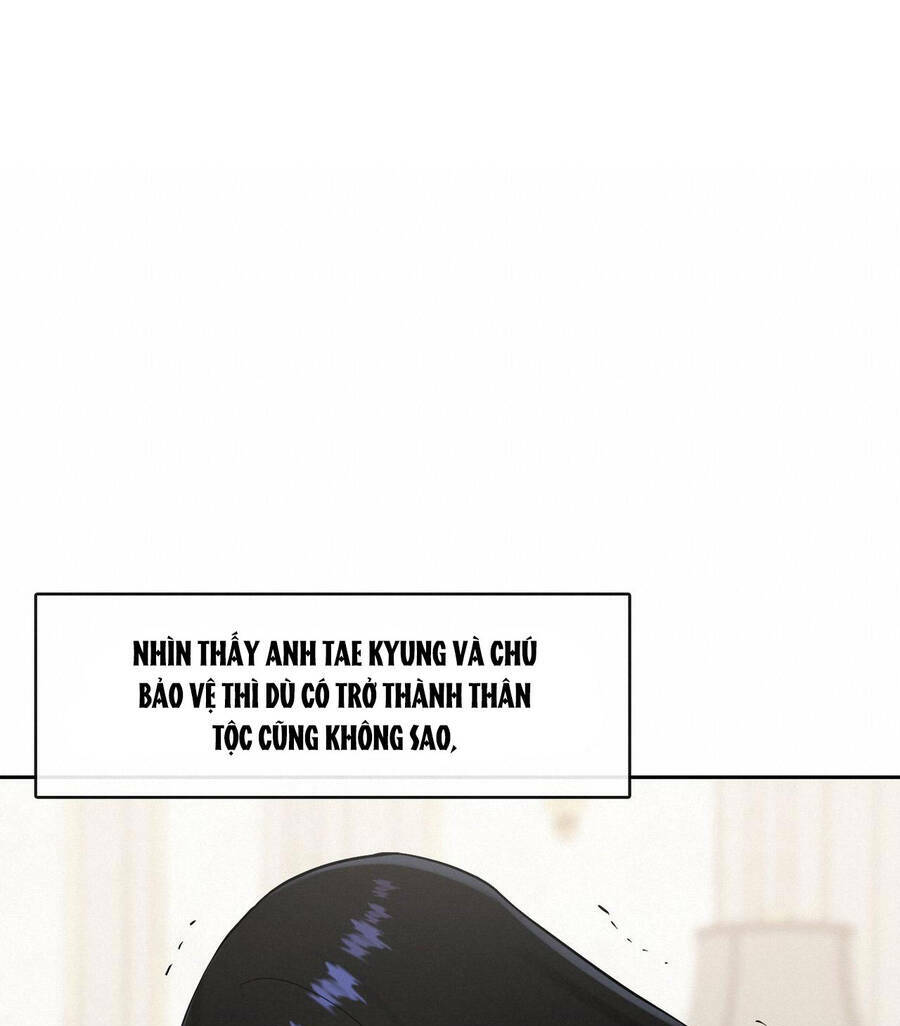 NHÌN THẤY ANH TAE KYUNG VÀ CHÚ
BẢO VỆ THÌ DÙ CÓ TRỞ THÀNH THÂN
TỘC CŨNG KHÔNG SAO,